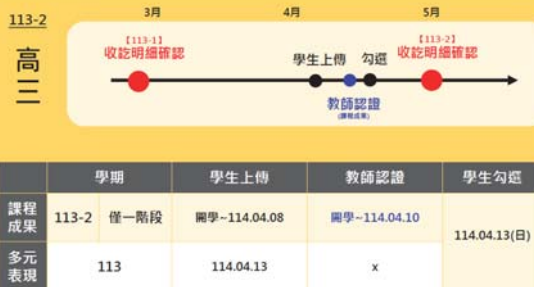 113-2
高三
3月 4月 5月
【113-1】
收訖明細確認
學生上傳 勾選
【113-2】
收訖明細確認
教師認證
(課程成果)
學期 學生上傳 教師認證 學生勾選
課程成果 113-2 僅一階段 開學~114.04.08 開學~114.04.10 114.04.13(日)
多元表現 113 114.04.13 x